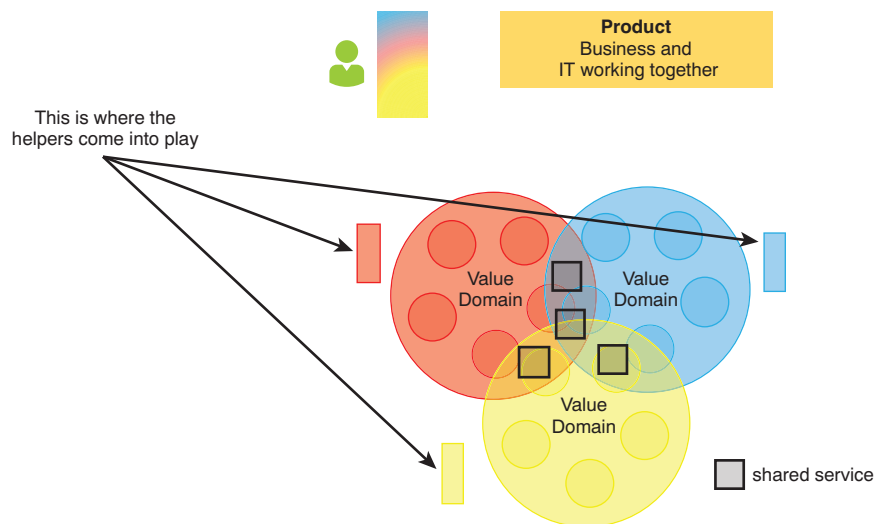 Product
Business and
IT working together
This is where the
helpers come into play
Value
Domain
Value
Domain
Value
Domain
shared service